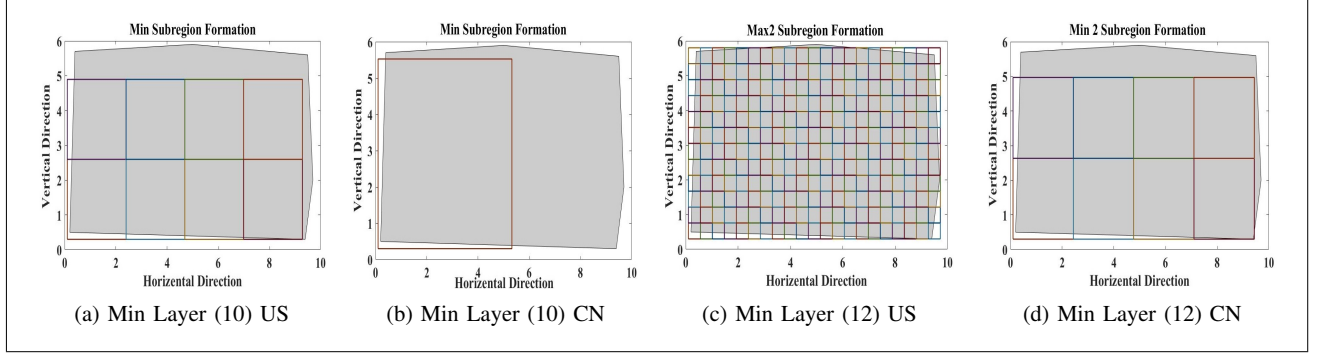 Min Subregion Formation
6
5
4
3
2
1
0
Vertical Direction
0 2 4 6 8 10
Horizental Direction
(a) Min Layer (10) US
Min Subregion Formation
6
5
4
3
2
1
0
Vertical Direction
0 2 4 6 8 10
Horizental Direction
(b) Min Layer (10) CN
Max2 Subregion Formation
6
5
4
3
2
1
0
Vertical Direction
0 2 4 6 8 10
Horizental Direction
(c) Min Layer (12) US
Min 2 Subregion Formation
6
5
4
3
2
1
0
Vertical Direction
0 2 4 6 8 10
Horizental Direction
(d) Min Layer (12) CN